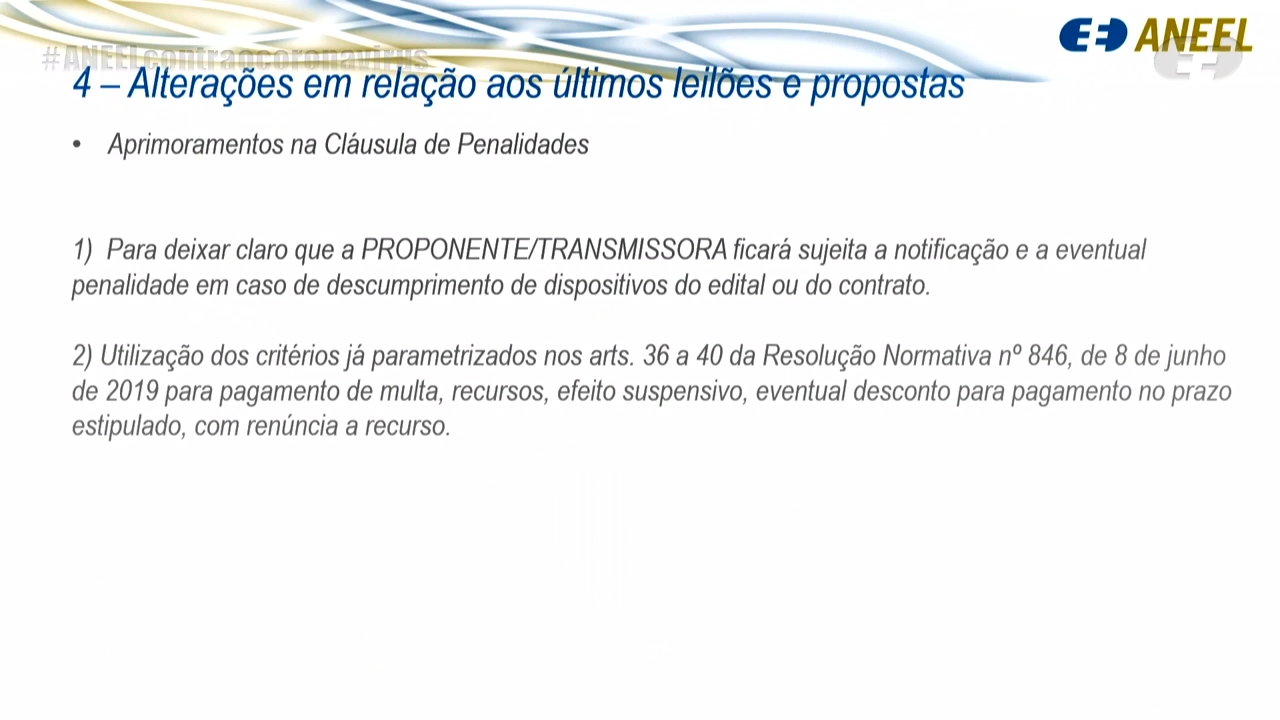 #ANEELcontraocoronavírus
ANEEL
4 – Alterações em relação aos últimos leilões e propostas
• Aprimoramentos na Cláusula de Penalidades
1) Para deixar claro que a PROPONENTE/TRANSMISSORA ficará sujeita a notificação e a eventual
penalidade em caso de descumprimento de dispositivos do edital ou do contrato.
2) Utilização dos critérios já parametrizados nos arts. 36 a 40 da Resolução Normativa nº 846, de 8 de junho
de 2019 para pagamento de multa, recursos, efeito suspensivo, eventual desconto para pagamento no prazo
estipulado, com renúncia a recurso.